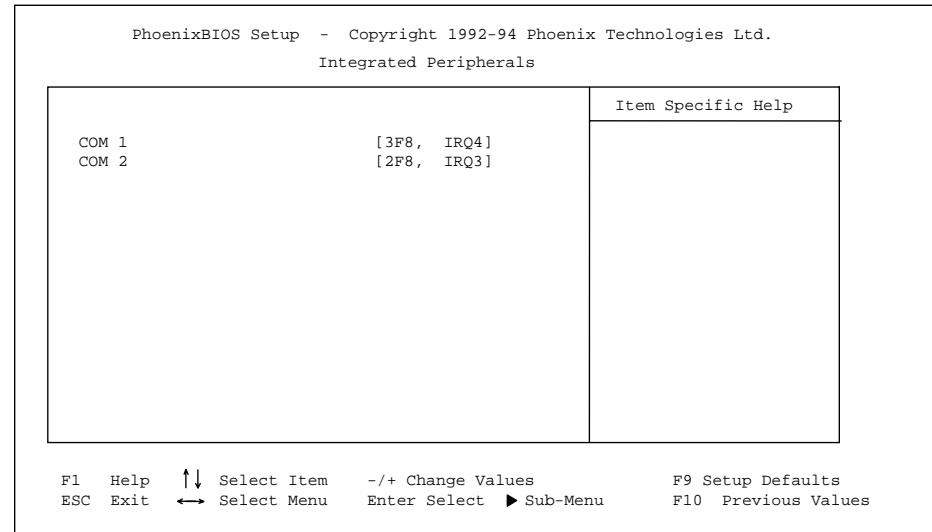 PhoenixBIOS Setup - Copyright 1992-94 Phoenix Technologies Ltd.
Integrated Peripherals
Item Specific Help
COM 1 [3F8, IRQ4]
COM 2 [2F8, IRQ3]
F1 Help ↑↓ Select Item -/+ Change Values F9 Setup Defaults
ESC Exit ↔ Select Menu Enter Select ▶ Sub-Menu F10 Previous Values